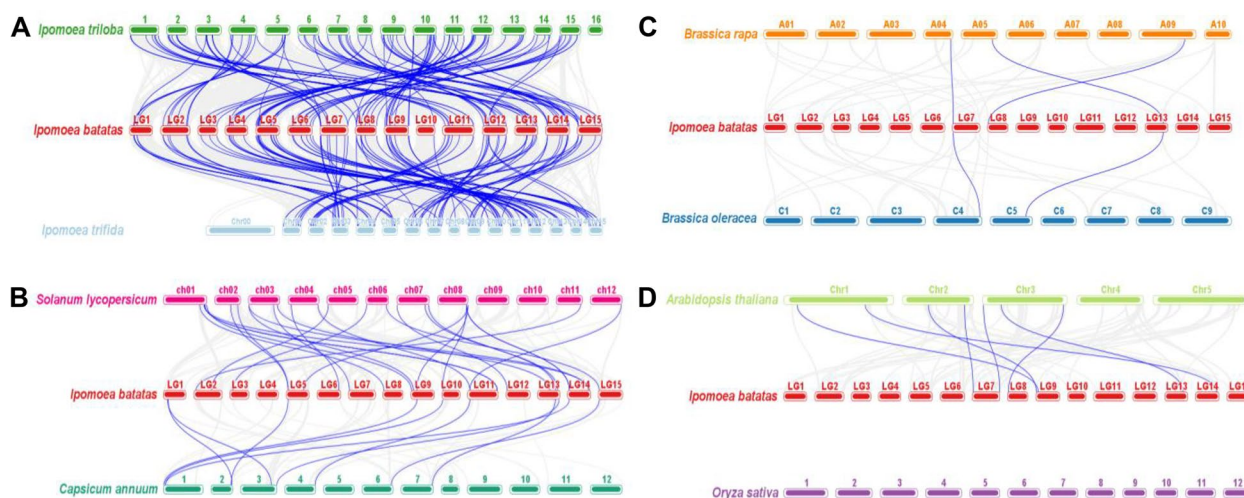 A
1 2 3 4 5 6 7 8 9 10 11 12 13 14 15 16
Ipomoea triloba
LG1 LG2 LG3 LG4 LG5 LG6 LG7 LG8 LG9 LG10 LG11 LG12 LG13 LG14 LG15
Ipomoea batatas
Chr00
Ipomoea trifida
B
ch01 ch02 ch03 ch04 ch05 ch06 ch07 ch08 ch09 ch10 ch11 ch12
Solanum lycopersicum
LG1 LG2 LG3 LG4 LG5 LG6 LG7 LG8 LG9 LG10 LG11 LG12 LG13 LG14 LG15
Ipomoea batatas
1 2 3 4 5 6 7 8 9 10 11 12
Capsicum annuum
C
A01 A02 A03 A04 A05 A06 A07 A08 A09 A10
Brassica rapa
LG1 LG2 LG3 LG4 LG5 LG6 LG7 LG8 LG9 LG10 LG11 LG12 LG13 LG14 LG15
Ipomoea batatas
C1 C2 C3 C4 C5 C6 C7 C8 C9
Brassica oleracea
D
Chr1 Chr2 Chr3 Chr4 Chr5
Arabidopsis thaliana
LG1 LG2 LG3 LG4 LG5 LG6 LG7 LG8 LG9 LG10 LG11 LG12 LG13 LG14 LG1
Ipomoea batatas
1 2 3 4 5 6 7 8 9 10 11 12
Oryza sativa